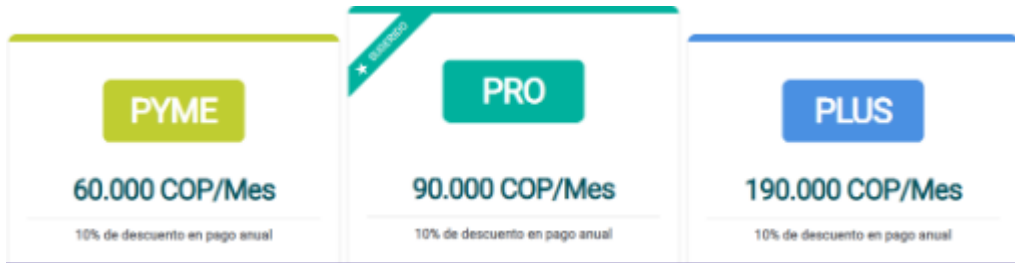 PYME
60.000 COP/Mes
10% de descuento en pago anual
SUGERIDO
PRO
90.000 COP/Mes
10% de descuento en pago anual
PLUS
190.000 COP/Mes
10% de descuento en pago anual